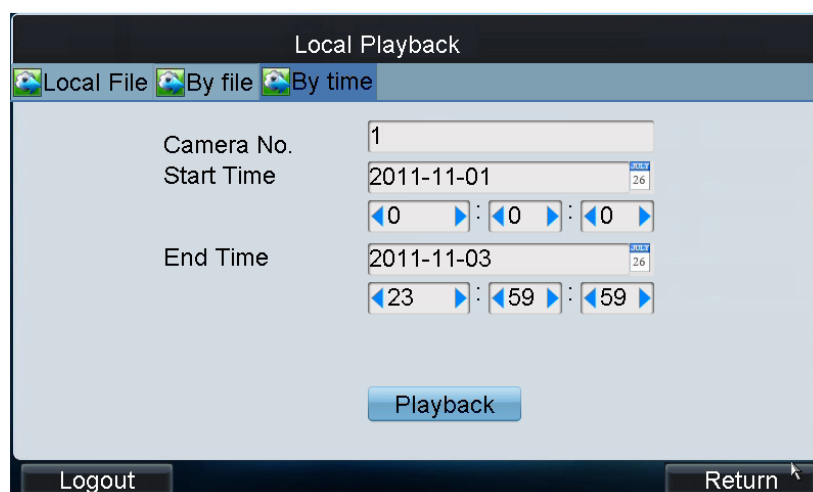 Local Playback
Local File By file By time
Camera No. 1
Start Time 2011-11-01 JULY 26
0 : 0 : 0
End Time 2011-11-03 JULY 26
23 : 59 : 59
Playback
Logout Return